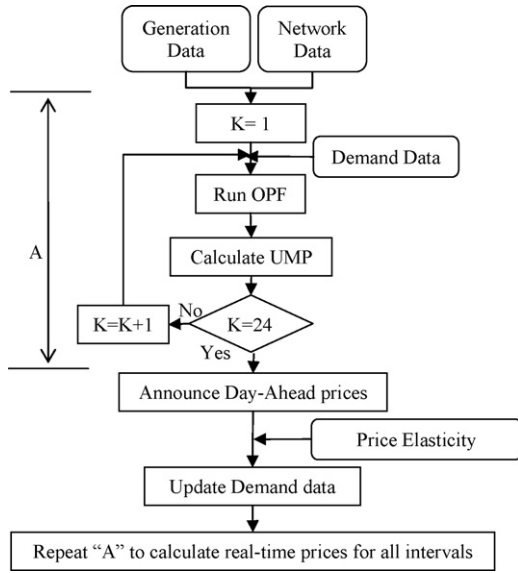 Generation
Data
Network
Data
K= 1
Demand Data
Run OPF
Calculate UMP
A
No
K=K+1
K=24
Yes
Announce Day-Ahead prices
Price Elasticity
Update Demand data
Repeat “A” to calculate real-time prices for all intervals